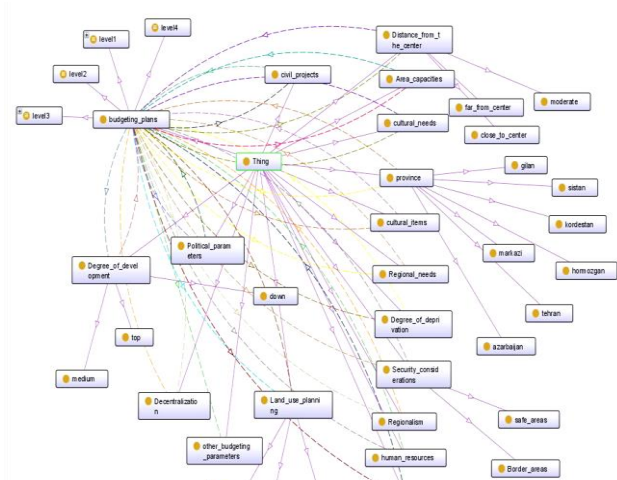 level4
level1
level2
level3
budgeting_plans
Distance_from_t
he_center
civil_projects
Area_capacities
moderate
far_from_center
cultural_needs
close_to_center
Thing
gilan
province
sistan
kordestan
cultural_items
markazi
Political_param
eters
homozgan
Degree_of_devel
opment
Regional_needs
down
tehran
Degree_of_depri
vation
top
azarbaijan
medium
Security_consid
erations
Decentralizatio
n
Land_use_planni
ng
safe_areas
Regionalism
other_budgeting
_parameters
human_resources
Border_areas